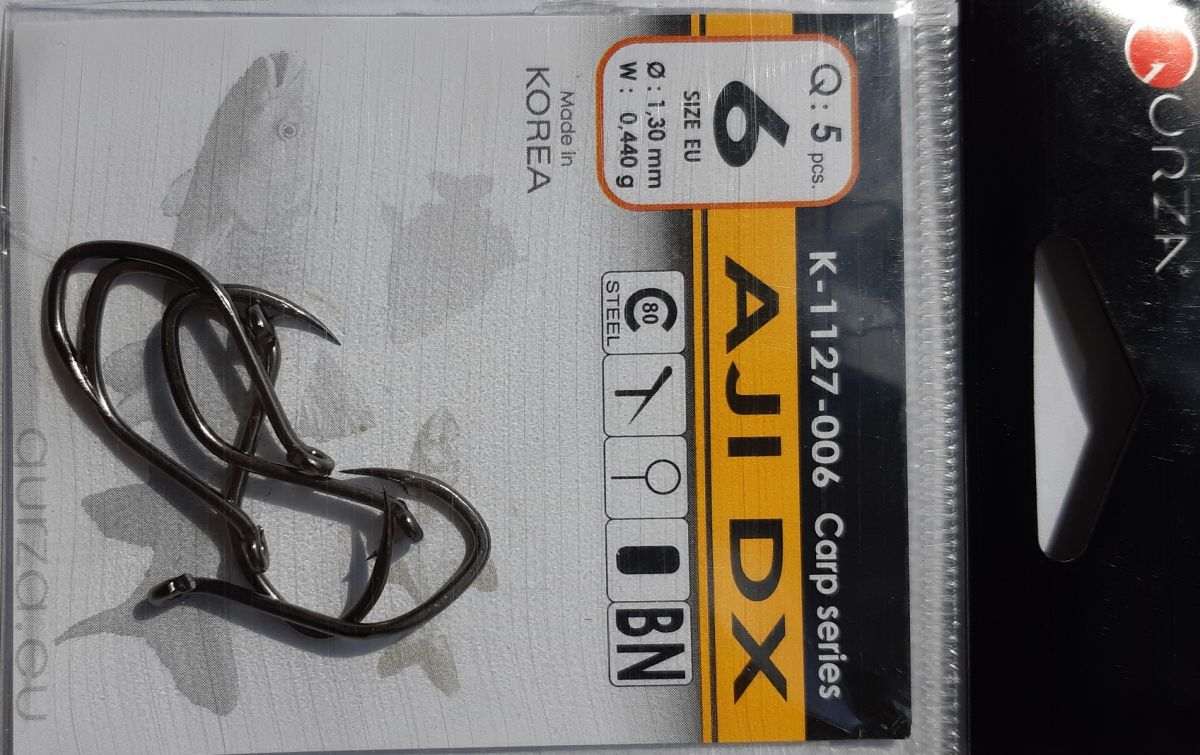 GURZA®
K-1127-006 Carp series
Q: 5 pcs.
6
SIZE EU
Ø: 1,30 mm
W: 0,440 g
AJI DX
80
STEEL
BN
Made in
KOREA
gurza.eu